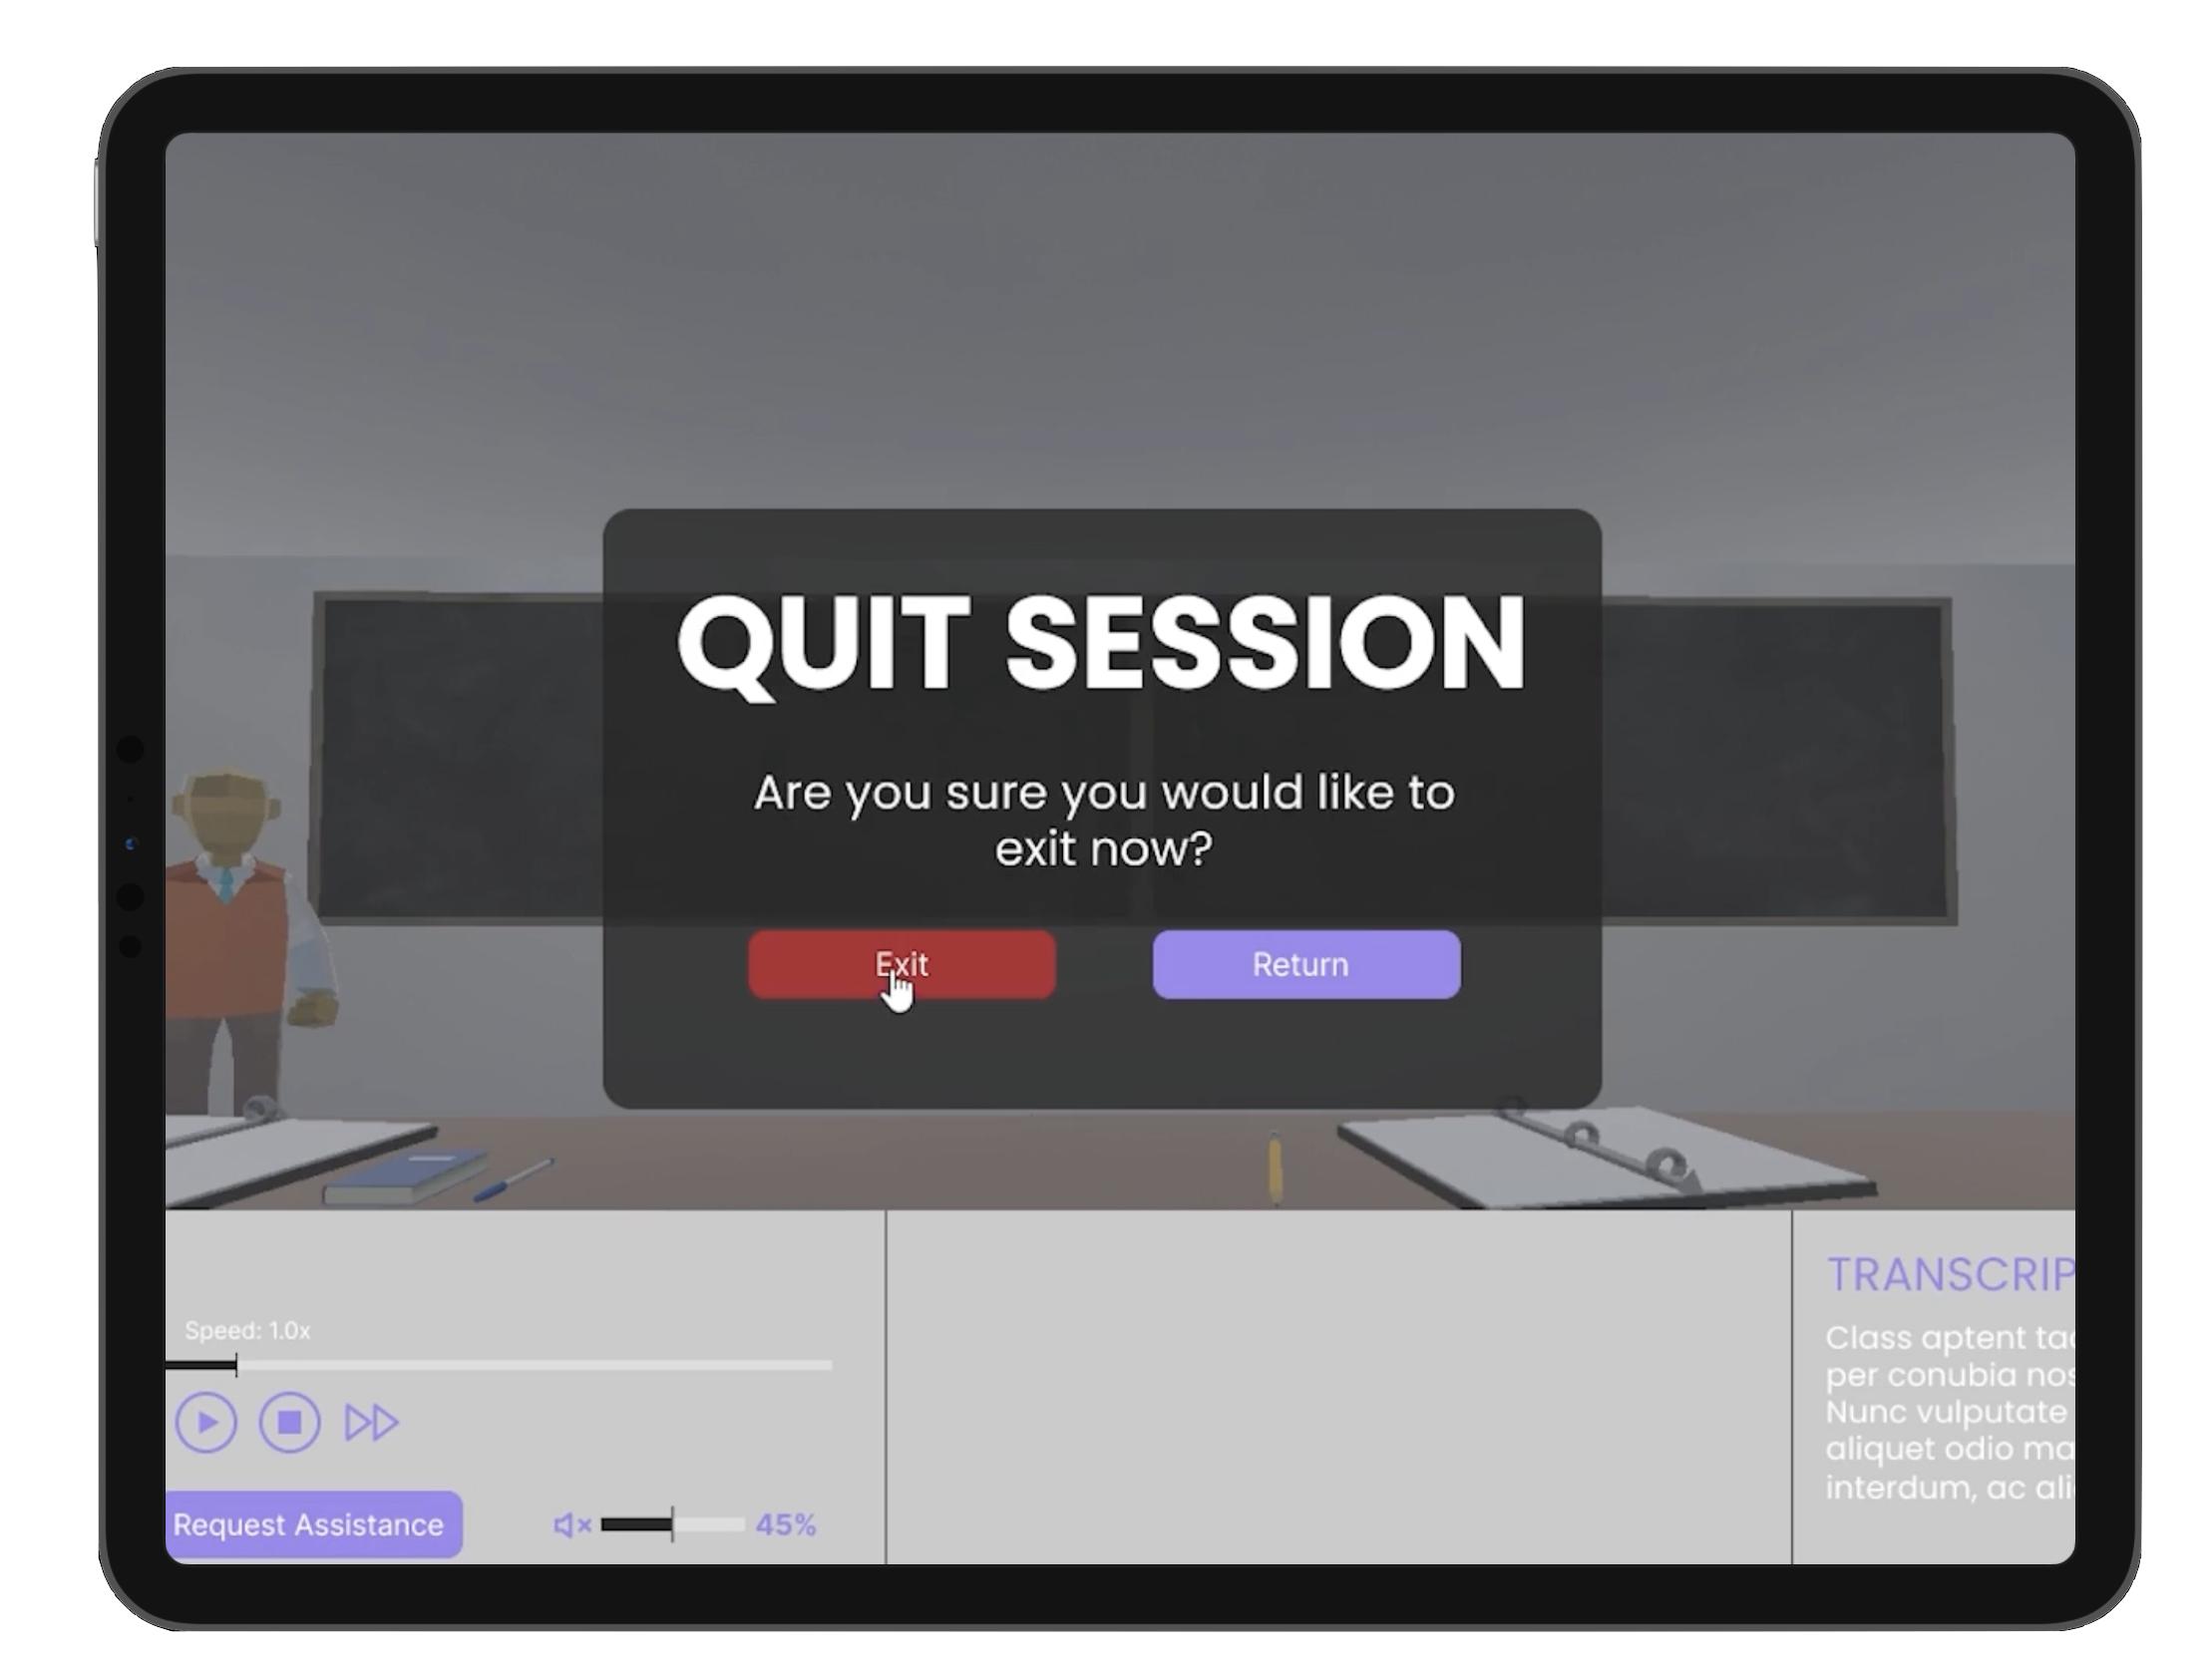 QUIT SESSION
Are you sure you would like to
exit now?
Exit
Return
Speed: 1.0x
Request Assistance
45%
TRANSCRIP
Class aptent tac
per conubia nos
Nunc vulputate
aliquet odio ma
interdum, ac ali